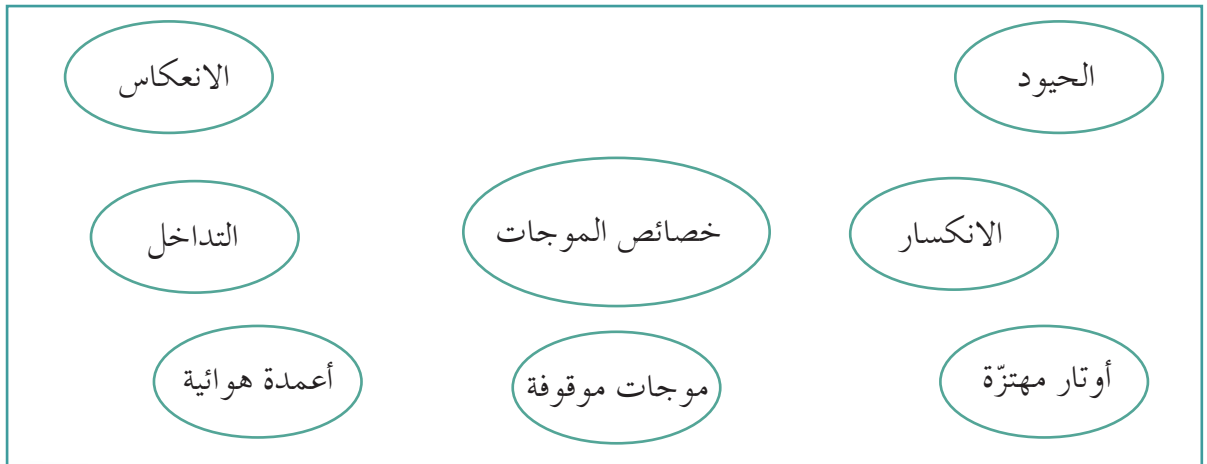 الحيود
الانعكاس
خصائص الموجات
الانكسار
التداخل
أوتار مهتزّة
موجات موقوفة
أعمدة هوائية